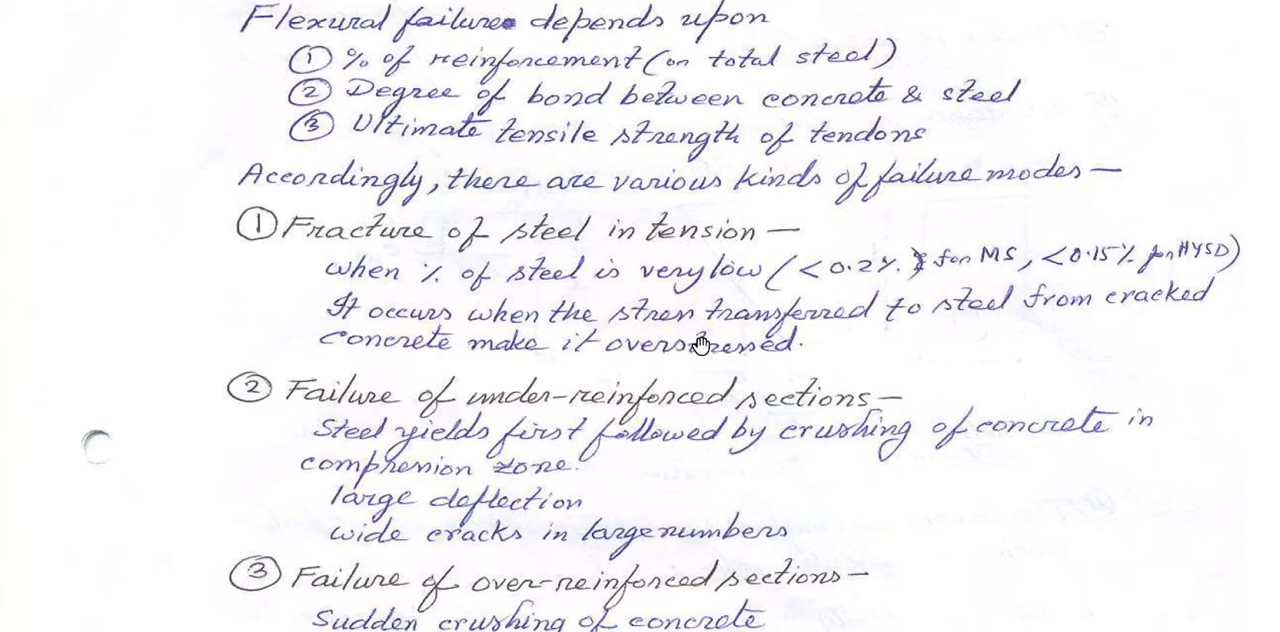 Flexural failure depends upon
① % of reinforcement (or total steel)
② Degree of bond between concrete & steel
③ Ultimate tensile strength of tendons
Accordingly, there are various kinds of failure modes —
① Fracture of steel in tension —
when % of steel is very low (<0.2%. for MS, <0.15% for HYSD)
It occurs when the stress transferred to steel from cracked
concrete make it overstressed.
② Failure of under-reinforced sections —
Steel yields first followed by crushing of concrete in
compression zone.
large deflection
wide cracks in large numbers
③ Failure of over-reinforced sections —
Sudden crushing of concrete